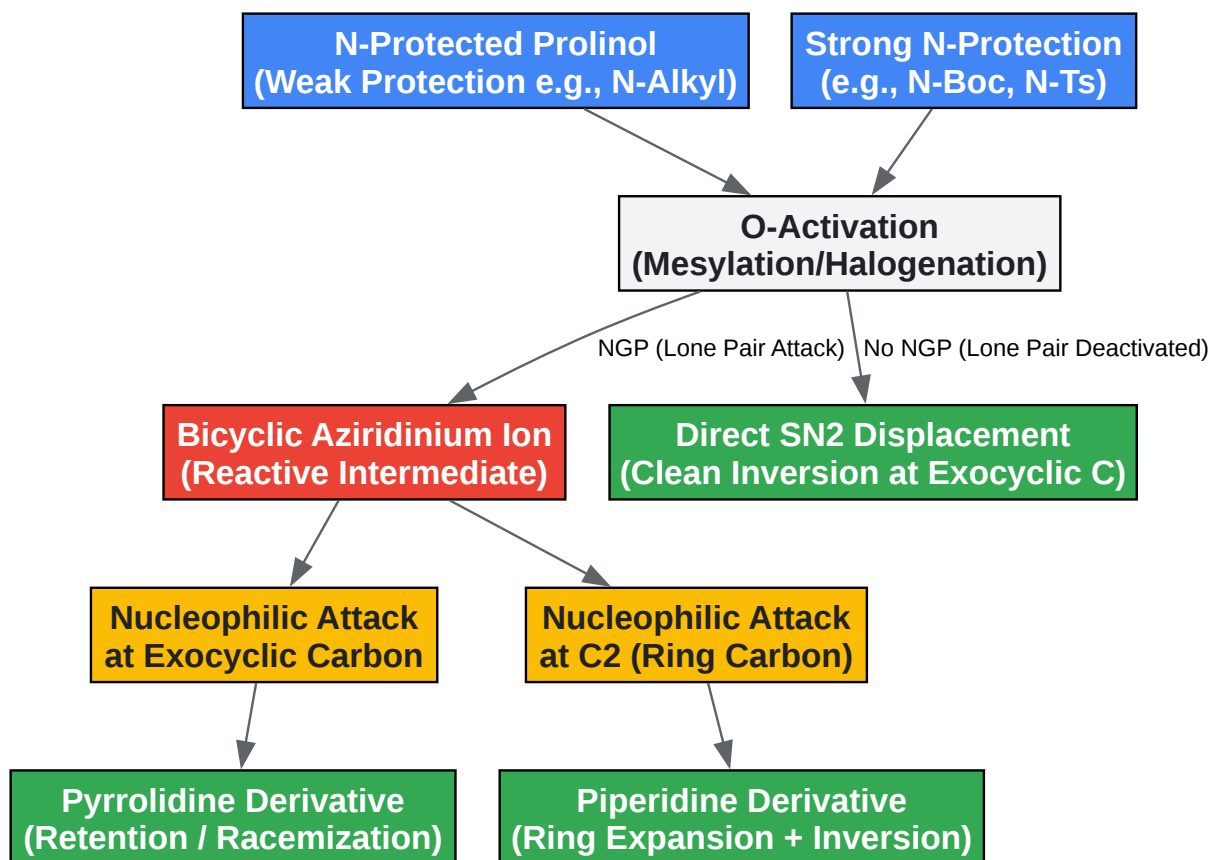 N-Protected Prolinol
(Weak Protection e.g., N-Alkyl)
Strong N-Protection
(e.g., N-Boc, N-Ts)
O-Activation
(Mesylation/Halogenation)
NGP (Lone Pair Attack)
No NGP (Lone Pair Deactivated)
Bicyclic Aziridinium Ion
(Reactive Intermediate)
Direct SN2 Displacement
(Clean Inversion at Exocyclic C)
Nucleophilic Attack
at Exocyclic Carbon
Nucleophilic Attack
at C2 (Ring Carbon)
Pyrrolidine Derivative
(Retention / Racemization)
Piperidine Derivative
(Ring Expansion + Inversion)